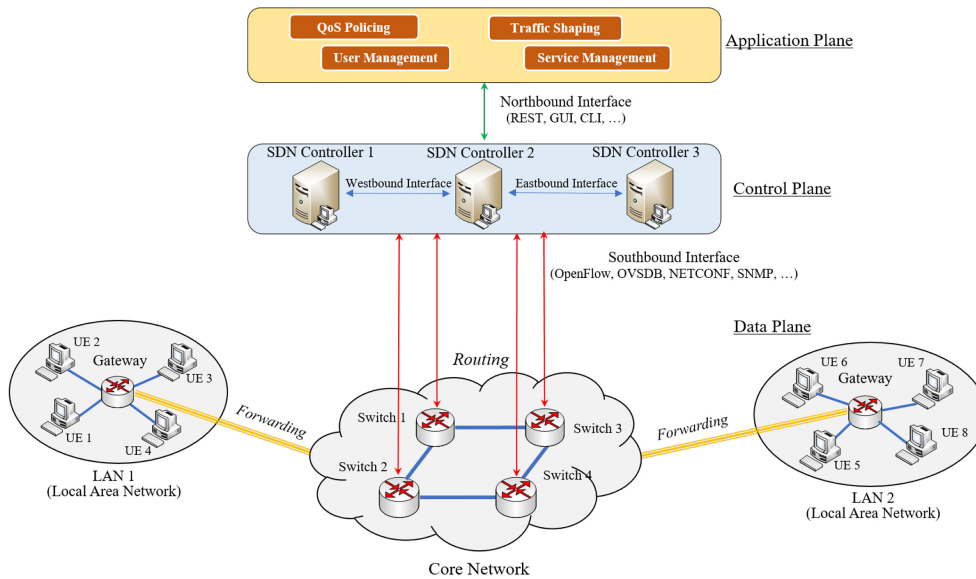 QoS Policing
Traffic Shaping
User Management
Service Management
Application Plane
Northbound Interface
(REST, GUI, CLI, ...)
SDN Controller 1
SDN Controller 2
SDN Controller 3
Westbound Interface
Eastbound Interface
Control Plane
Southbound Interface
(OpenFlow, OVSDB, NETCONF, SNMP, ...)
Data Plane
UE 2
Gateway
UE 3
UE 1
UE 4
LAN 1
(Local Area Network)
Forwarding
Routing
Switch 1
Switch 3
Switch 2
Switch 4
Core Network
Forwarding
UE 6
UE 7
Gateway
UE 5
UE 8
LAN 2
(Local Area Network)